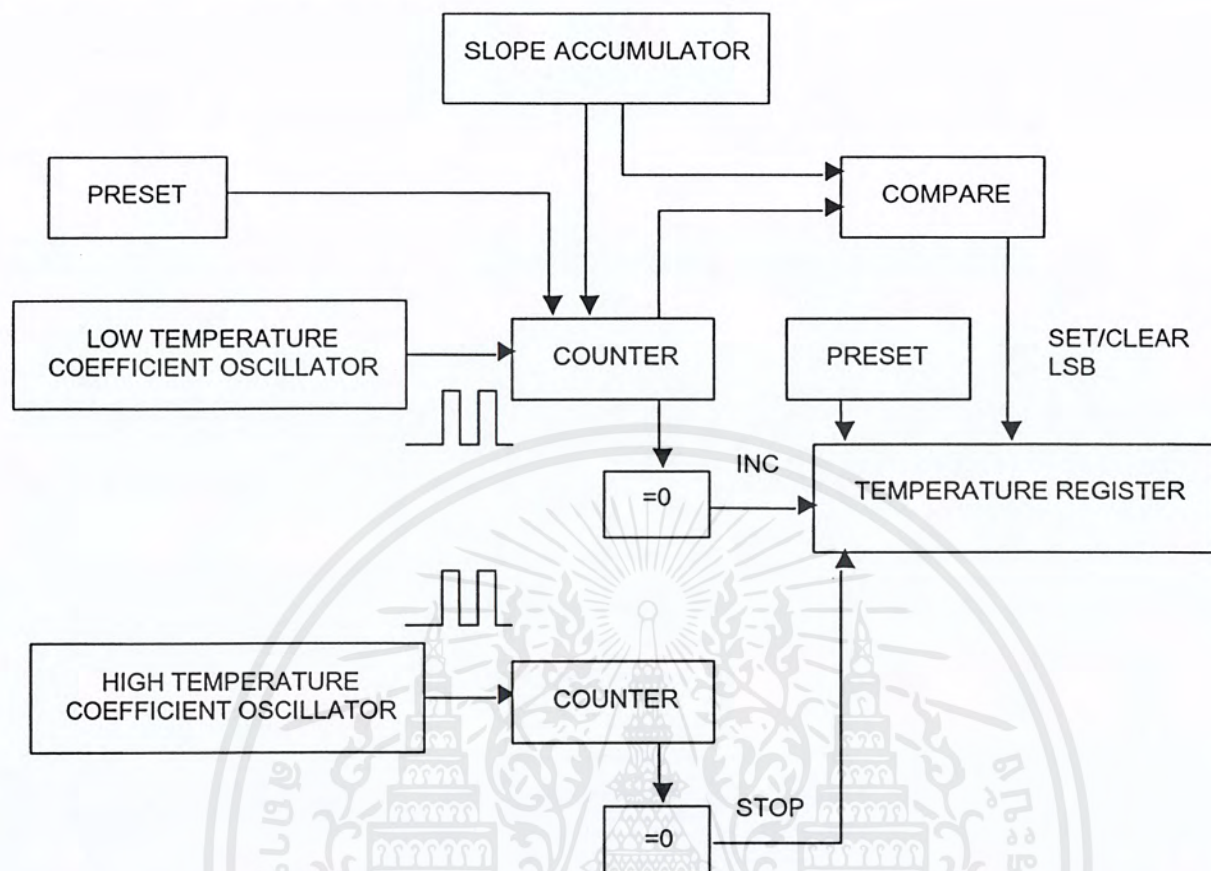 SLOPE ACCUMULATOR
PRESET
COMPARE
LOW TEMPERATURE
COEFFICIENT OSCILLATOR
COUNTER
PRESET
SET/CLEAR
LSB
=0
INC
TEMPERATURE REGISTER
HIGH TEMPERATURE
COEFFICIENT OSCILLATOR
COUNTER
=0
STOP